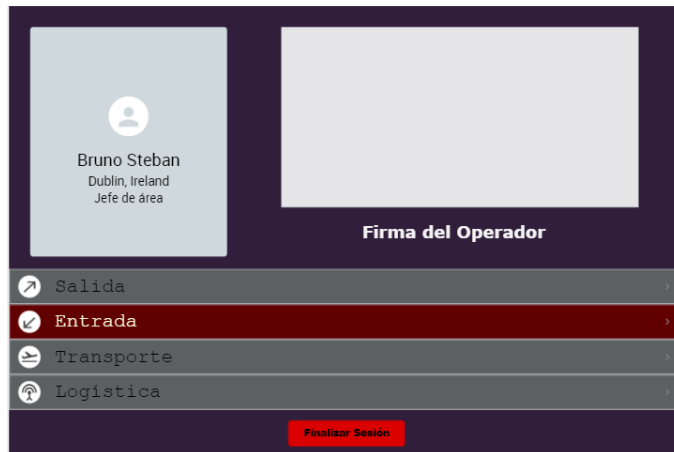 Bruno Steban
Dublin, Ireland
Jefe de área
Firma del Operador
Salida
Entrada
Transporte
Logística
Finalizar Sesión